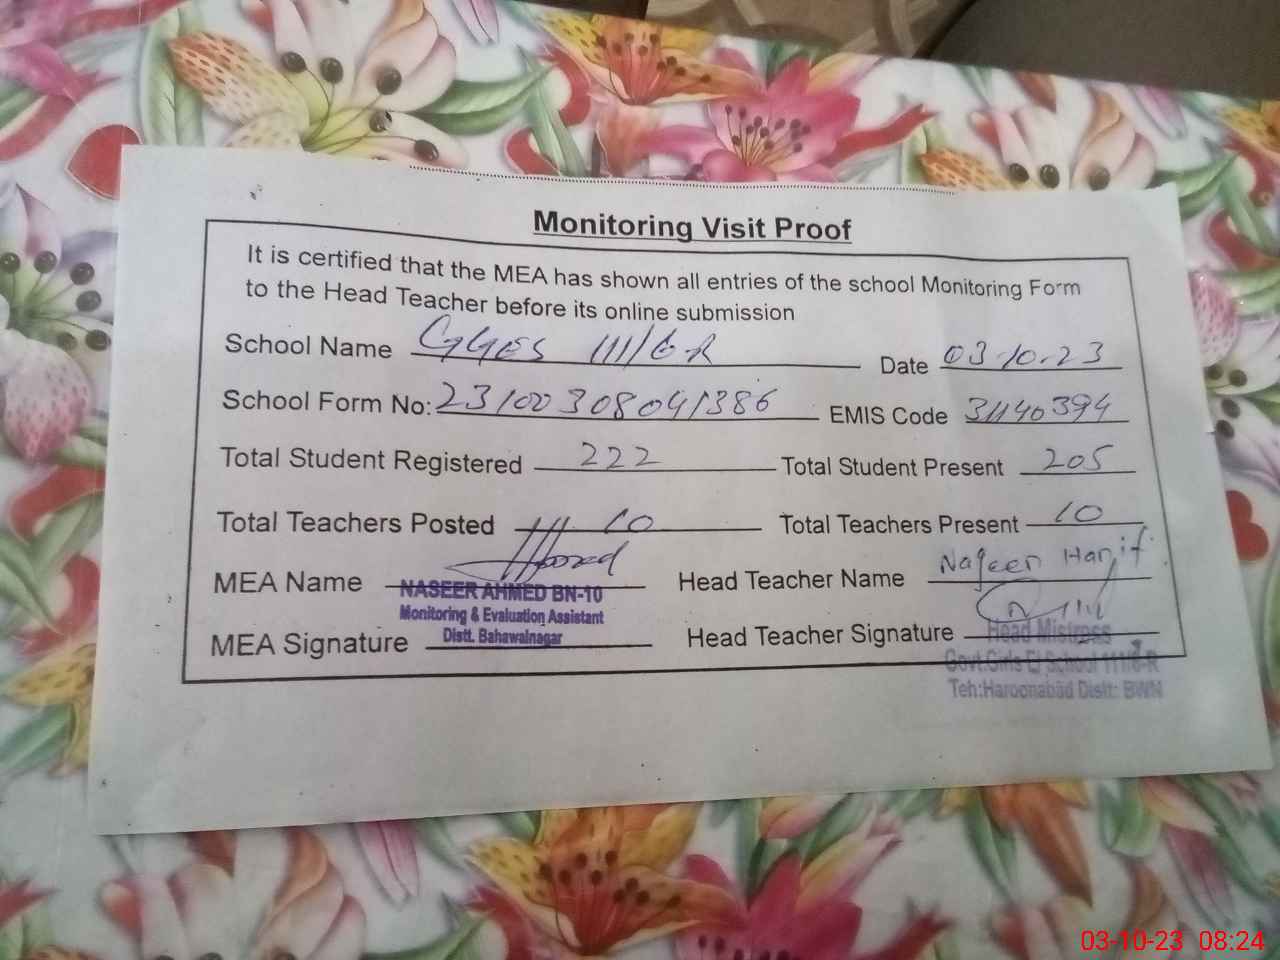 Monitoring Visit Proof
It is certified that the MEA has shown all entries of the school Monitoring Form
to the Head Teacher before its online submission
School Name GGES 111/6-R Date 03-10-23
School Form No: 23100308041386 EMIS Code 31140394
Total Student Registered 222 Total Student Present 205
Total Teachers Posted 10 Total Teachers Present 10
MEA Name Head Teacher Name Nageen Hanif
NASEER AHMED BN-10
Monitoring & Evaluation Assistant
Distt. Bahawalnagar
MEA Signature Head Teacher Signature
Head Mistress
Govt.Girls El School 111/6-R
Teh:Haroonabad Distt: BWN
03-10-23 08:24